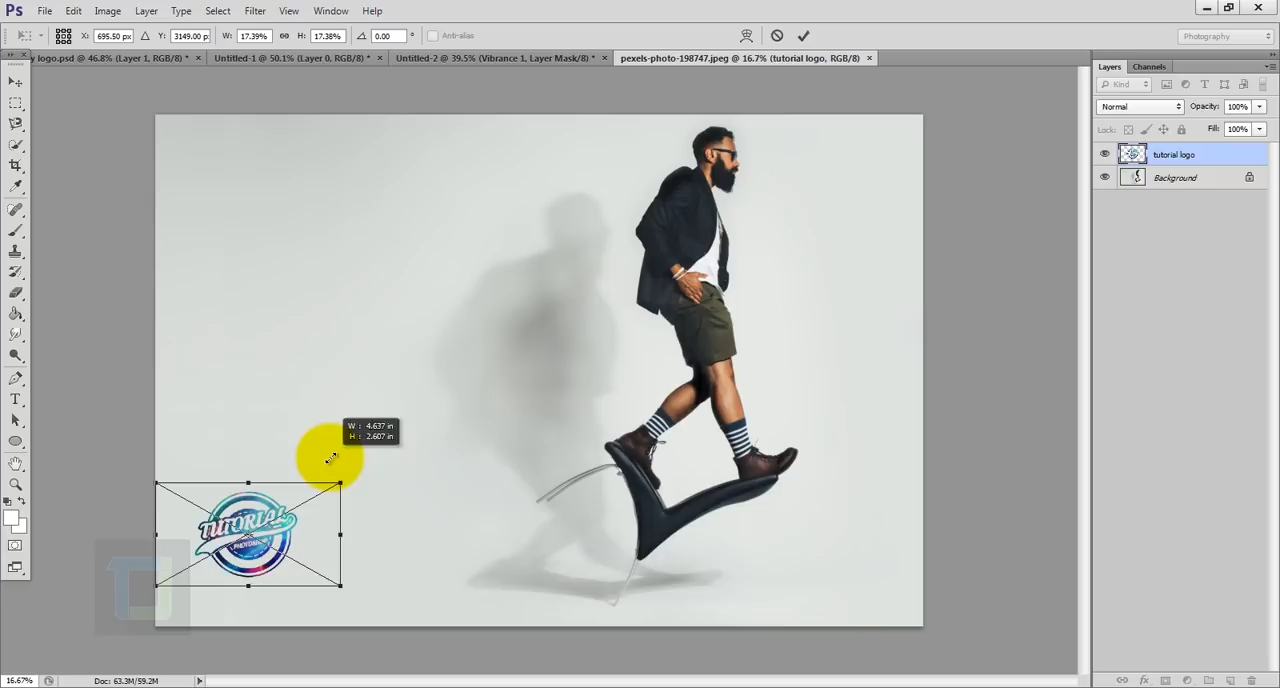 Ps File Edit Image Layer Type Select Filter View Window Help
X: 695.50 px Y: 3149.00 px W: 17.39% H: 17.38% 0.00 ° Anti-alias Photography
y logo.psd @ 46.8% (Layer 1, RGB/8) * × Untitled-1 @ 50.1% (Layer 0, RGB/8) * × Untitled-2 @ 39.5% (Vibrance 1, Layer Mask/8) * × pexels-photo-198747.jpeg @ 16.7% (tutorial logo, RGB/8) ×
Layers Channels
Kind
Normal Opacity: 100%
Lock: Fill: 100%
tutorial logo
Background
W : 4.637 in
H : 2.607 in
TUTORIAL
16.67% Doc: 63.3M/59.2M